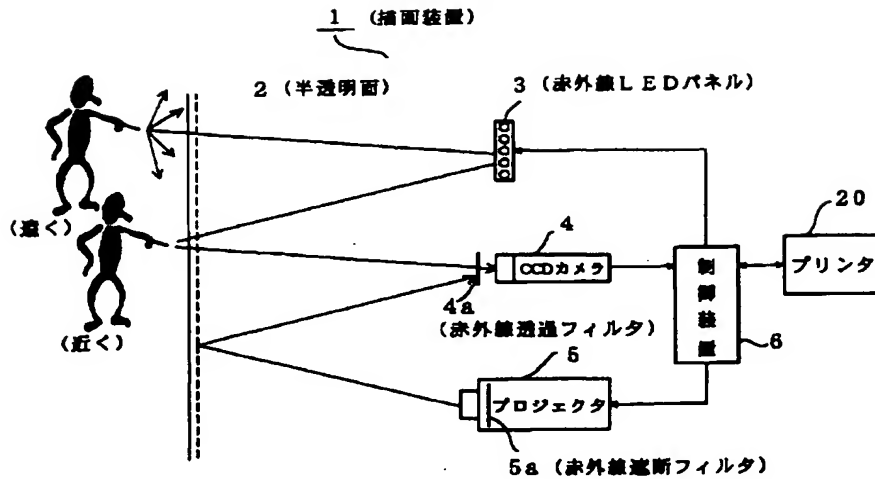 1 (描画装置)
2 (半透明面)
3 (赤外線LEDパネル)
(遠く)
(近く)
4
CCDカメラ
4a
(赤外線透過フィルタ)
制御装置
6
20
プリンタ
5
プロジェクタ
5a (赤外線遮断フィルタ)